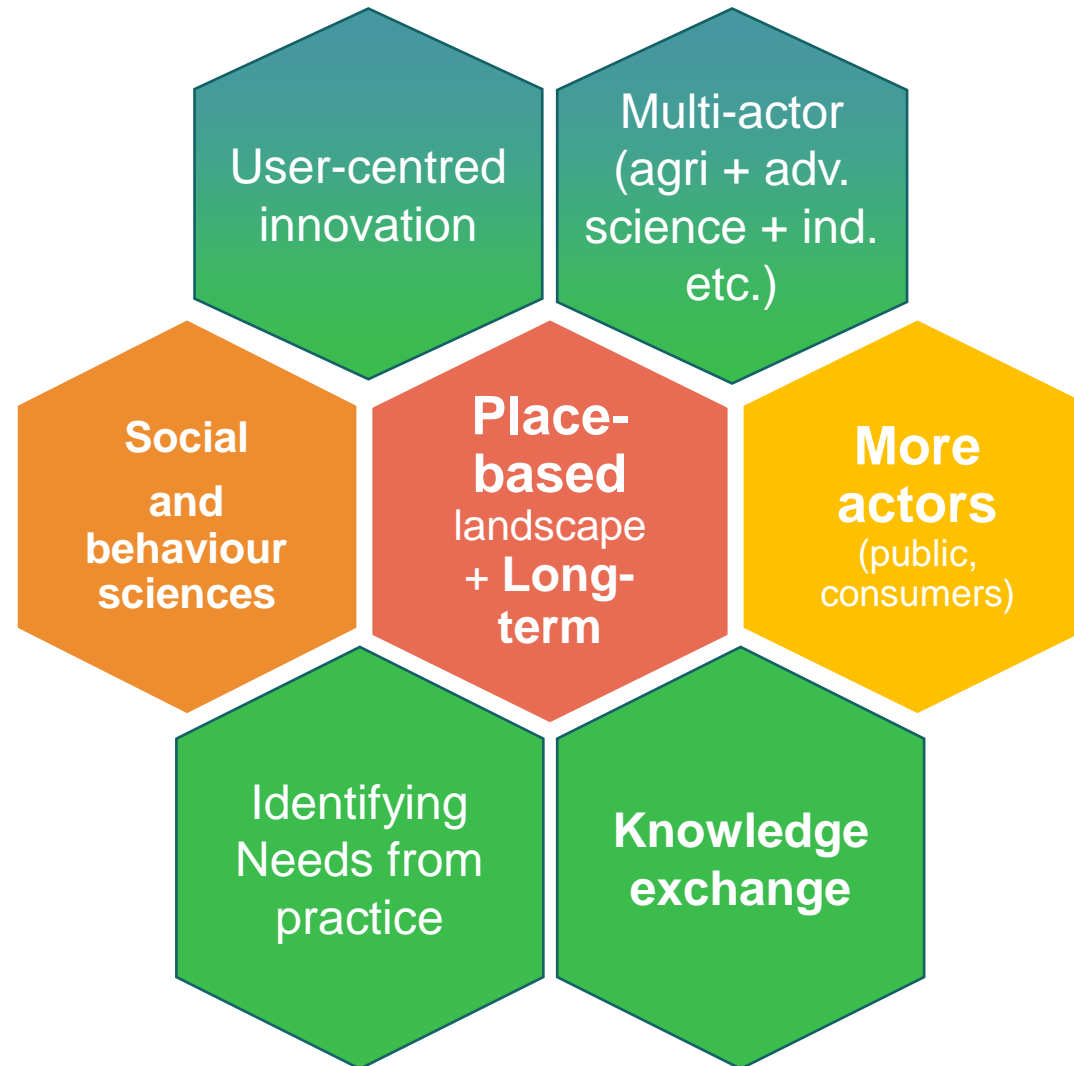 User-centred
innovation
Multi-actor
(agri + adv.
science + ind.
etc.)
Social
and
behaviour
sciences
Place-
based
landscape
+ Long-
term
More
actors
(public,
consumers)
Identifying
Needs from
practice
Knowledge
exchange